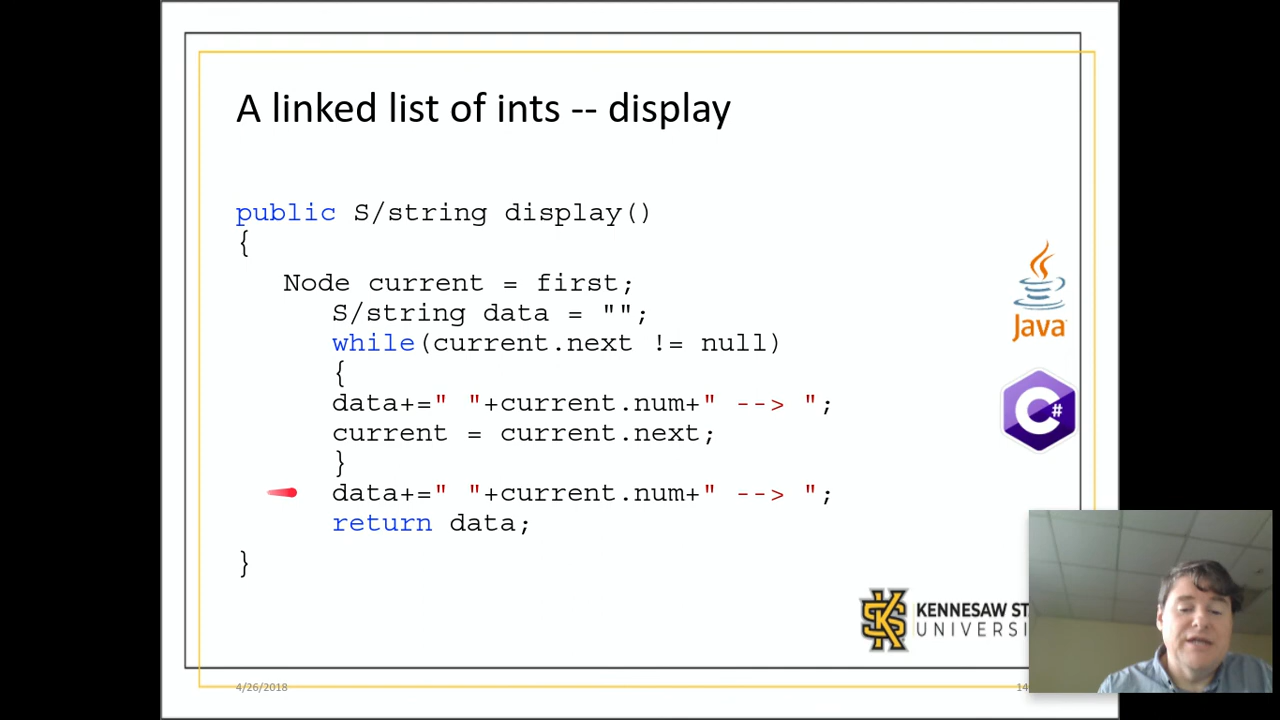 A linked list of ints -- display
public S/string display()
{
Node current = first;
S/string data = "";
while(current.next != null)
{
data+=" "+current.num+" --> ";
current = current.next;
}
data+=" "+current.num+" --> ";
return data;
}
Java
C#
KENNESAW ST
UNIVERSI
4/26/2018
14